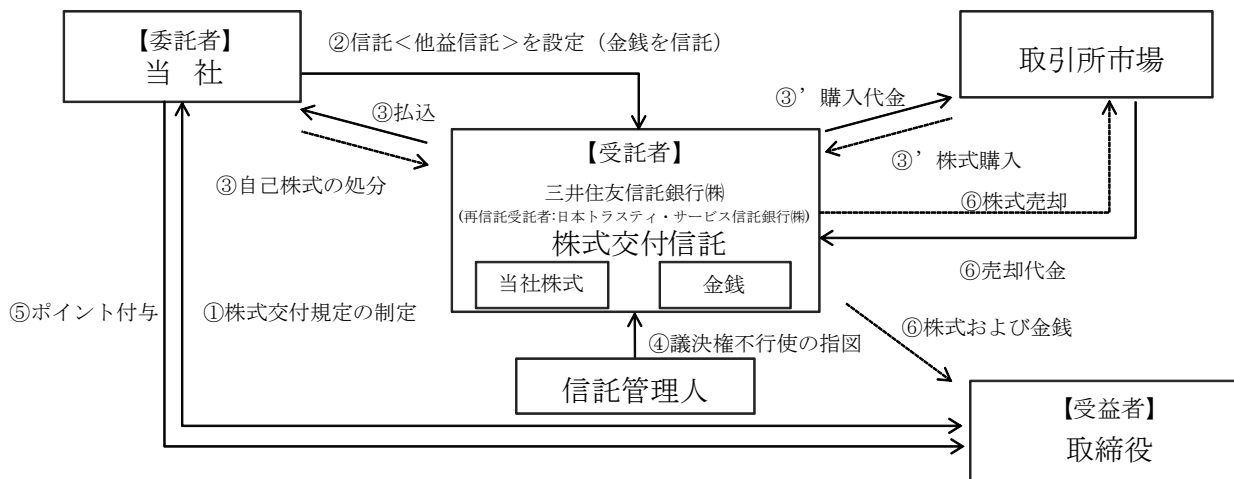 【委託者】
当 社
②信託＜他益信託＞を設定（金銭を信託）
取引所市場
③払込
③’購入代金
【受託者】
③’株式購入
③自己株式の処分
三井住友信託銀行㈱
(再信託受託者:日本トラスティ・サービス信託銀行㈱)
⑥株式売却
株式交付信託
⑥売却代金
当社株式
金銭
⑤ポイント付与
①株式交付規定の制定
⑥株式および金銭
④議決権不行使の指図
信託管理人
【受益者】
取締役